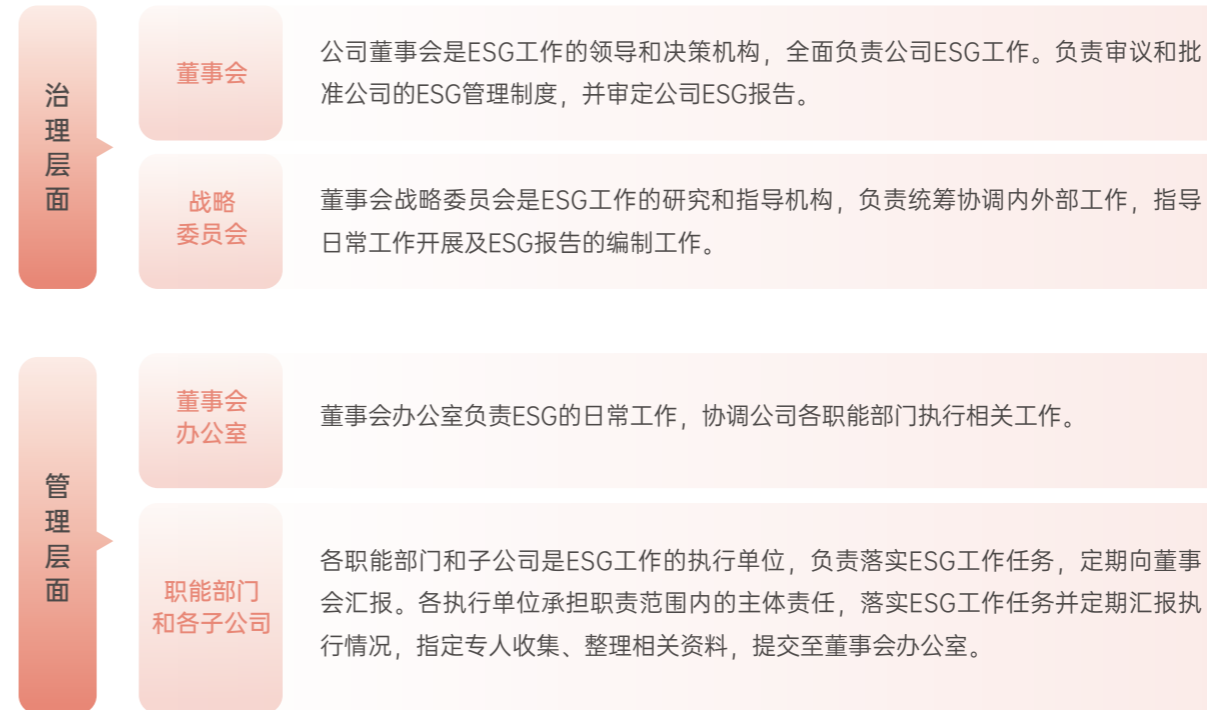 治理层面
董事会
公司董事会是ESG工作的领导和决策机构，全面负责公司ESG工作。负责审议和批
准公司的ESG管理制度，并审定公司ESG报告。
战略
委员会
董事会战略委员会是ESG工作的研究和指导机构，负责统筹协调内外部工作，指导
日常工作开展及ESG报告的编制工作。
管理层面
董事会
办公室
董事会办公室负责ESG的日常工作，协调公司各职能部门执行相关工作。
职能部门
和各子公司
各职能部门和子公司是ESG工作的执行单位，负责落实ESG工作任务，定期向董事
会汇报。各执行单位承担职责范围内的主体责任，落实ESG工作任务并定期汇报执
行情况，指定专人收集、整理相关资料，提交至董事会办公室。